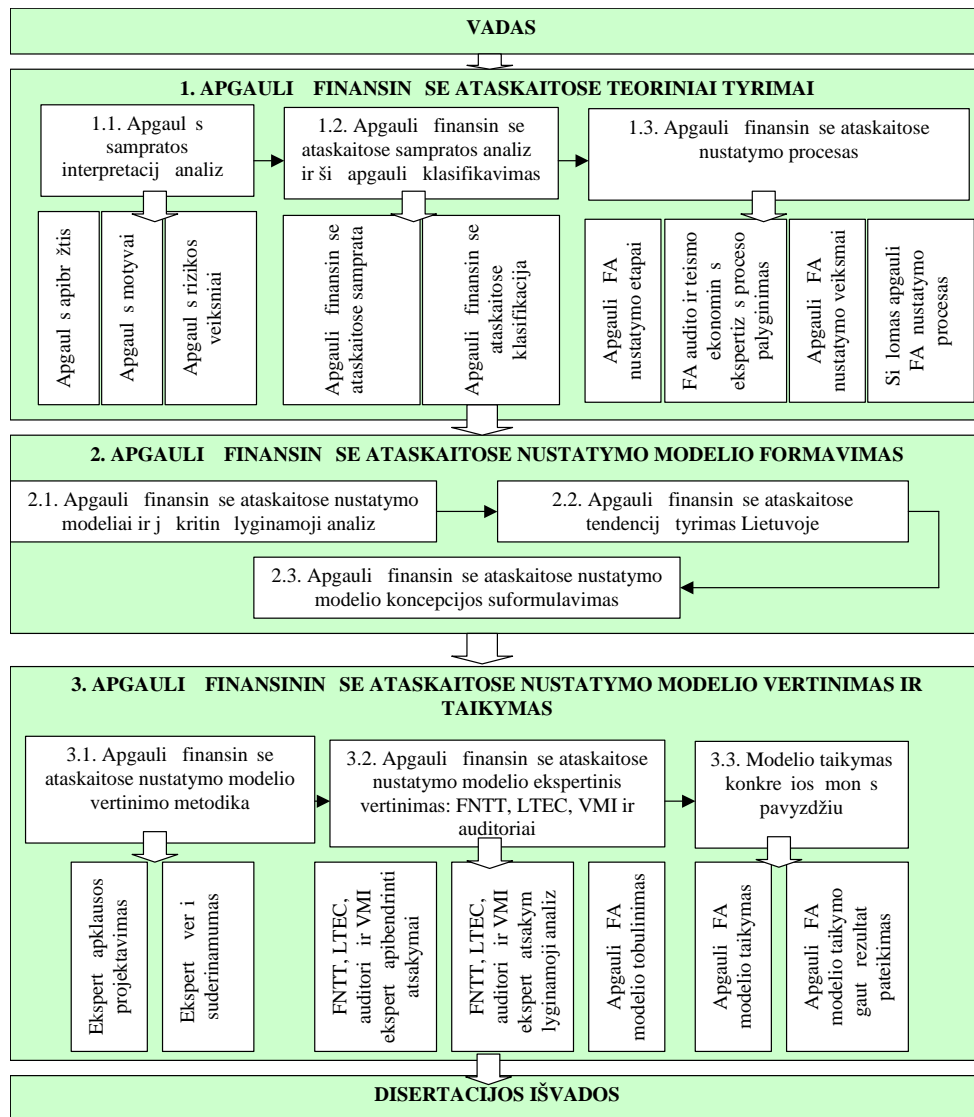 VADAS
1. APGAULI FINANSIN SE ATASKAITOSE TEORINIAI TYRIMAI
1.1. Apgaul s
sampratos
interpretacij analiz
1.2. Apgauli finansin se
ataskaitose sampratos analiz
ir ši apgauli klasifikavimas
1.3. Apgauli finansin se ataskaitose
nustatymo procesas
Apgaul s apibr žtis
Apgaul s motyvai
Apgaul s rizikos
veiksniai
Apgauli finansin se
ataskaitose samprata
Apgauli finansin se
ataskaitose
klasifikacija
Apgauli FA
nustatymo etapai
FA audito ir teismo
ekonomin s
ekspertiz s proceso
palyginimas
Apgauli FA
nustatymo veiksmai
Si lomas apgauli
FA nustatymo
procesas
2. APGAULI FINANSIN SE ATASKAITOSE NUSTATYMO MODELIO FORMAVIMAS
2.1. Apgauli finansin se ataskaitose nustatymo
modeliai ir j kritin lyginamoji analiz
2.2. Apgauli finansin se ataskaitose
tendencij tyrimas Lietuvoje
2.3. Apgauli finansin se ataskaitose nustatymo
modelio koncepcijos suformulavimas
3. APGAULI FINANSININ SE ATASKAITOSE NUSTATYMO MODELIO VERTINIMAS IR
TAIKYMAS
3.1. Apgauli finansin se
ataskaitose nustatymo modelio
vertinimo metodika
3.2. Apgauli finansin se ataskaitose
nustatymo modelio ekspertinis
vertinimas: FNTT, LTEC, VMI ir
auditoriai
3.3. Modelio taikymas
konkre ios mon s
pavyzdžiu
Ekspert apklausos
projektavimas
Ekspert ver i
suderinamumas
FNTT, LTEC,
auditori ir VMI
ekspert apibendrinti
atsakymai
FNTT, LTEC,
auditori ir VMI
ekspert atsakym
lyginamoji analiz
Apgauli FA
modelio tobulinimas
Apgauli FA
modelio taikymas
Apgauli FA
modelio taikymo
gaut rezultat
pateikimas
DISERTACIJOS IŠVADOS